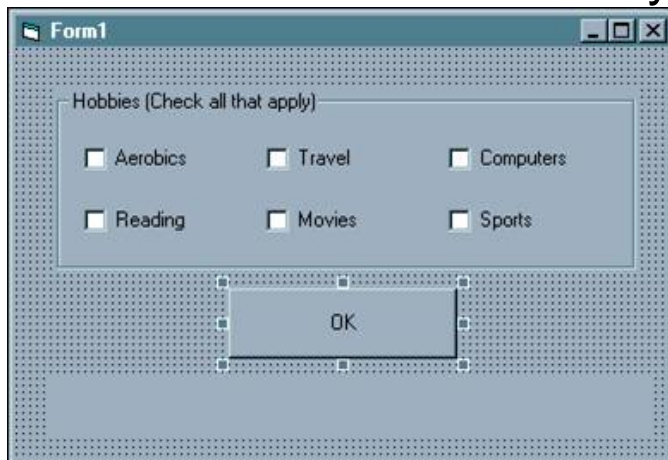 Form1
Hobbies (Check all that apply)
Aerobics Travel Computers
Reading Movies Sports
OK